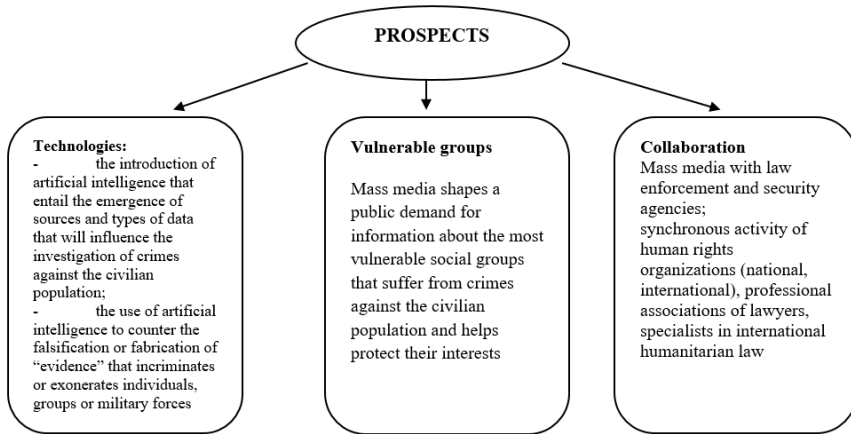 PROSPECTS
Technologies:
- the introduction of
artificial intelligence that
entail the emergence of
sources and types of data
that will influence the
investigation of crimes
against the civilian
population;
- the use of artificial
intelligence to counter the
falsification or fabrication of
“evidence” that incriminates
or exonerates individuals,
groups or military forces
Vulnerable groups
Mass media shapes a
public demand for
information about the most
vulnerable social groups
that suffer from crimes
against the civilian
population and helps
protect their interests
Collaboration
Mass media with law
enforcement and security
agencies;
synchronous activity of
human rights
organizations (national,
international), professional
associations of lawyers,
specialists in international
humanitarian law